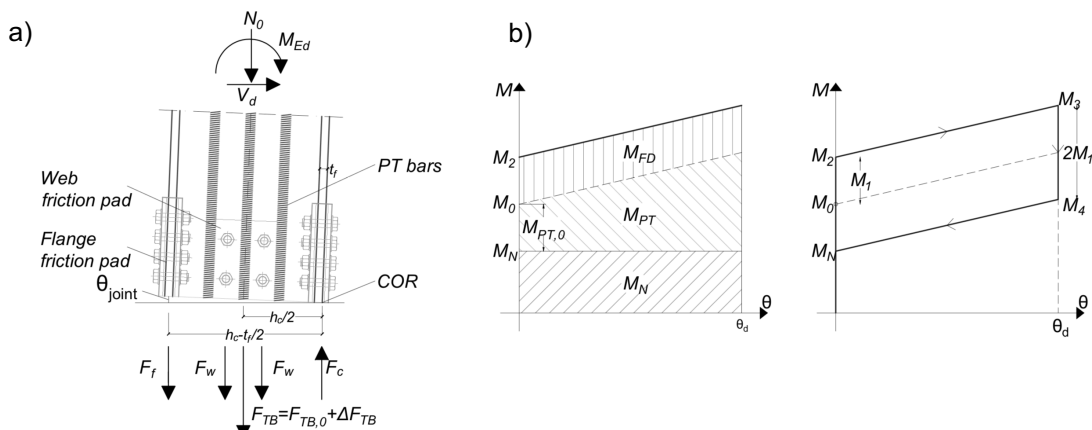 a)
N0
MEd
Vd
tf
PT bars
Web
friction pad
Flange
friction pad
θjoint
COR
hc/2
hc-tf/2
Ff
Fw
Fw
Fc
FTB=FTB,0+ΔFTB
b)
M
M2
MFD
M0
MPT,0
MPT
MN
MN
θ
θd
M
M3
M2
M1
2M1
M0
M4
MN
θ
θd